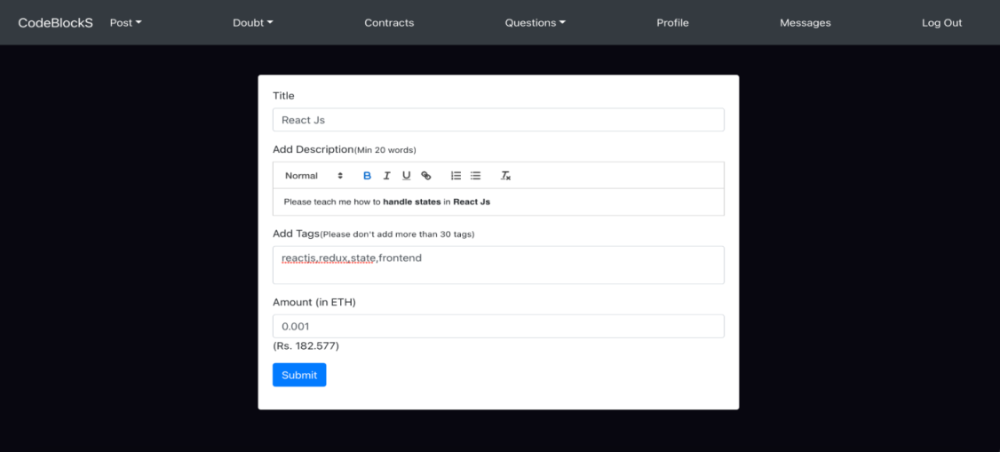 CodeBlockS Post Doubt Contracts Questions Profile Messages Log Out
Title
React Js
Add Description(Min 20 words)
Normal B I U Tx
Please teach me how to handle states in React Js
Add Tags(Please don't add more than 30 tags)
reactjs,redux,state,frontend
Amount (in ETH)
0.001
(Rs. 182.577)
Submit